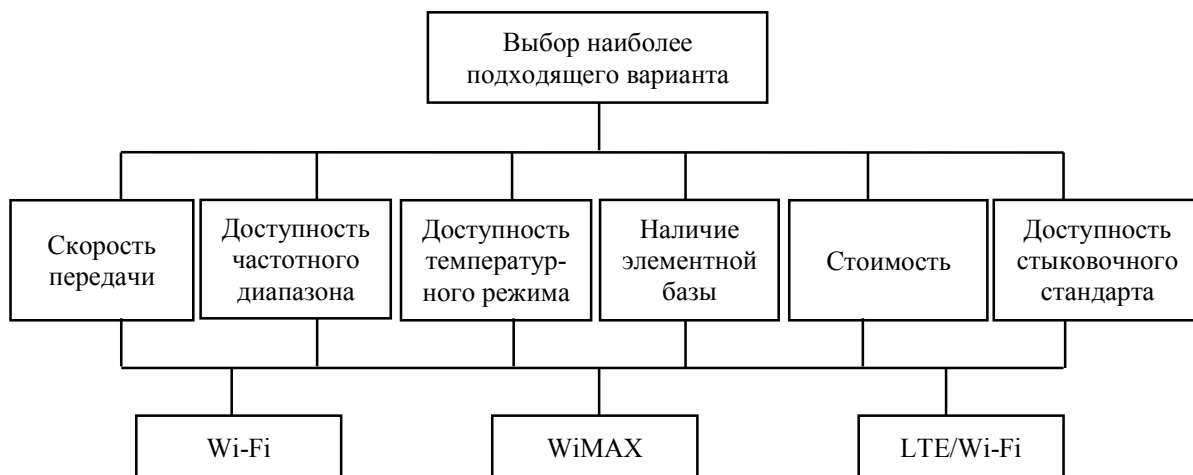 Выбор наиболее
подходящего варианта
Скорость
передачи
Доступность
частотного
диапазона
Доступность
температур-
ного режима
Наличие
элементной
базы
Стоимость
Доступность
стыковочного
стандарта
Wi-Fi
WiMAX
LTE/Wi-Fi